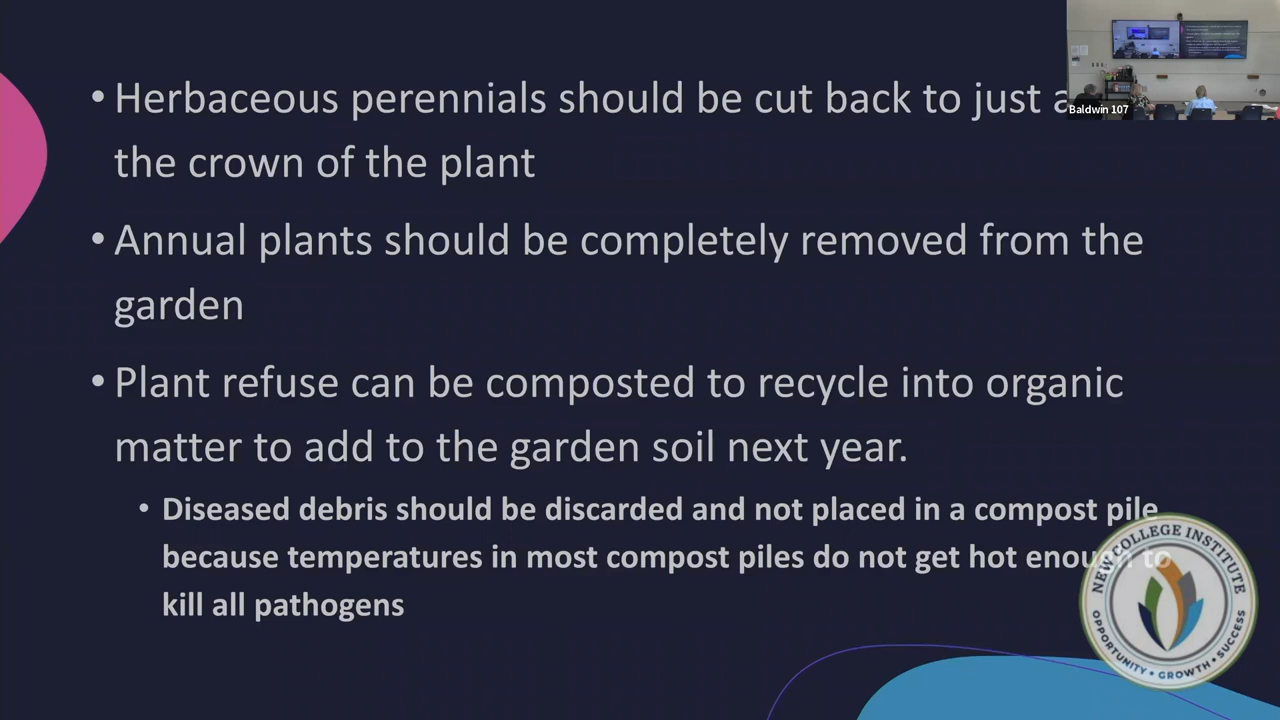 • Herbaceous perennials should be cut back to just
the crown of the plant
• Annual plants should be completely removed from the
garden
• Plant refuse can be composted to recycle into organic
matter to add to the garden soil next year.
• Diseased debris should be discarded and not placed in a compost pile
because temperatures in most compost piles do not get hot enough to
kill all pathogens
Baldwin 107
NEW COLLEGE INSTITUTE
OPPORTUNITY • GROWTH • SUCCESS